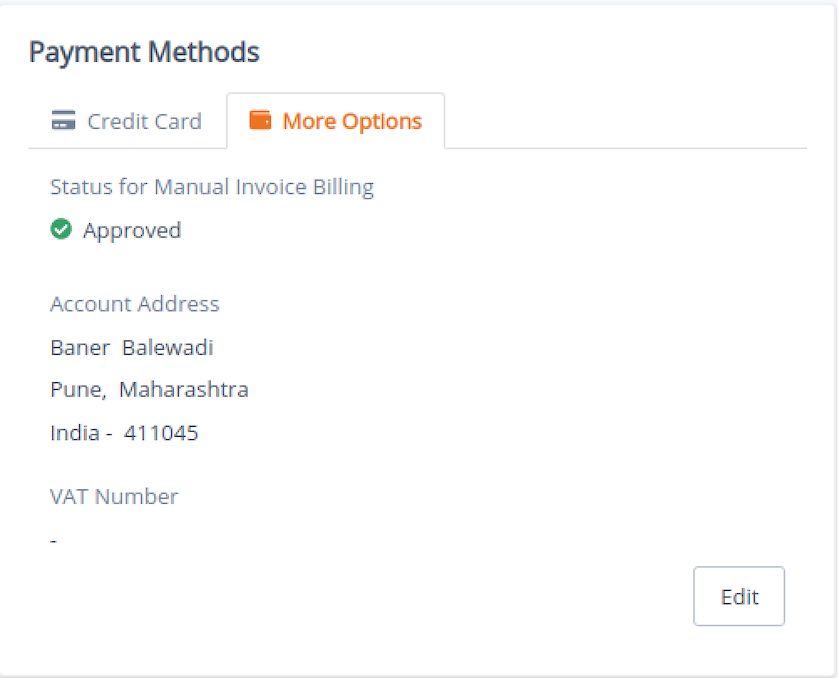 Payment Methods
Credit Card
More Options
Status for Manual Invoice Billing
Approved
Account Address
Baner Balewadi
Pune, Maharashtra
India - 411045
VAT Number
-
Edit